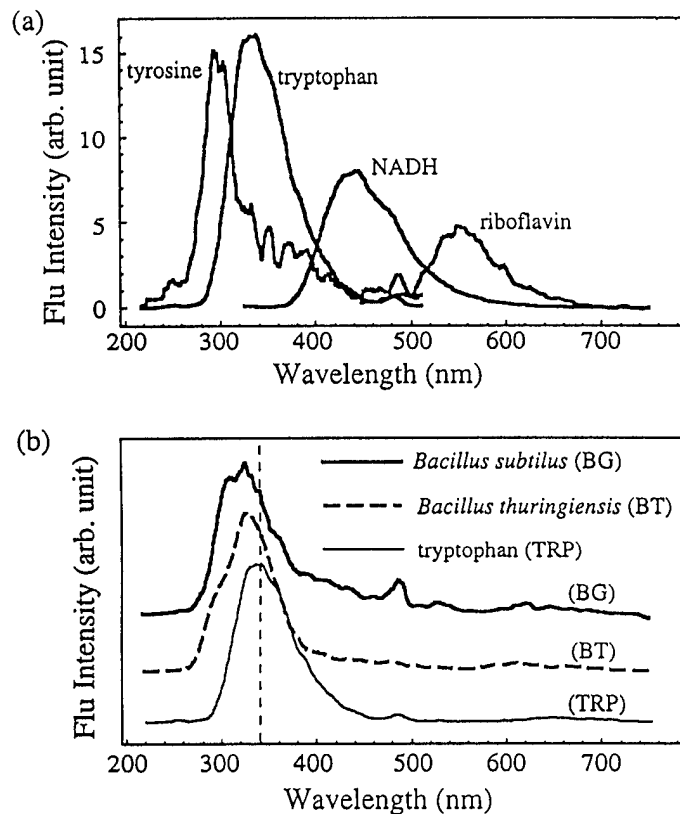 (a)
15
10
5
0
Flu Intensity (arb. unit)
tyrosine
tryptophan
NADH
riboflavin
200 300 400 500 600 700
Wavelength (nm)
(b)
Flu Intensity (arb. unit)
Bacillus subtilus (BG)
Bacillus thuringiensis (BT)
tryptophan (TRP)
(BG)
(BT)
(TRP)
200 300 400 500 600 700
Wavelength (nm)